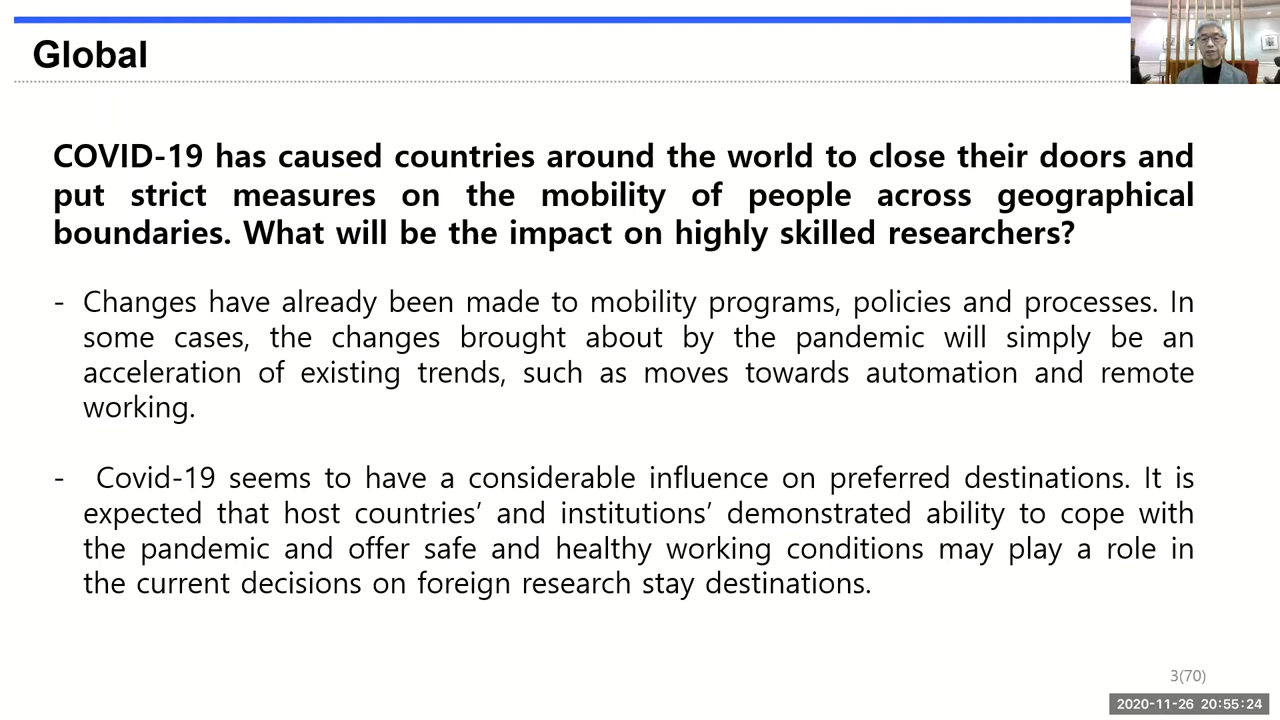 Global
COVID-19 has caused countries around the world to close their doors and
put strict measures on the mobility of people across geographical
boundaries. What will be the impact on highly skilled researchers?
- Changes have already been made to mobility programs, policies and processes. In
some cases, the changes brought about by the pandemic will simply be an
acceleration of existing trends, such as moves towards automation and remote
working.
- Covid-19 seems to have a considerable influence on preferred destinations. It is
expected that host countries’ and institutions’ demonstrated ability to cope with
the pandemic and offer safe and healthy working conditions may play a role in
the current decisions on foreign research stay destinations.
3(70)
2020-11-26 20:55:24